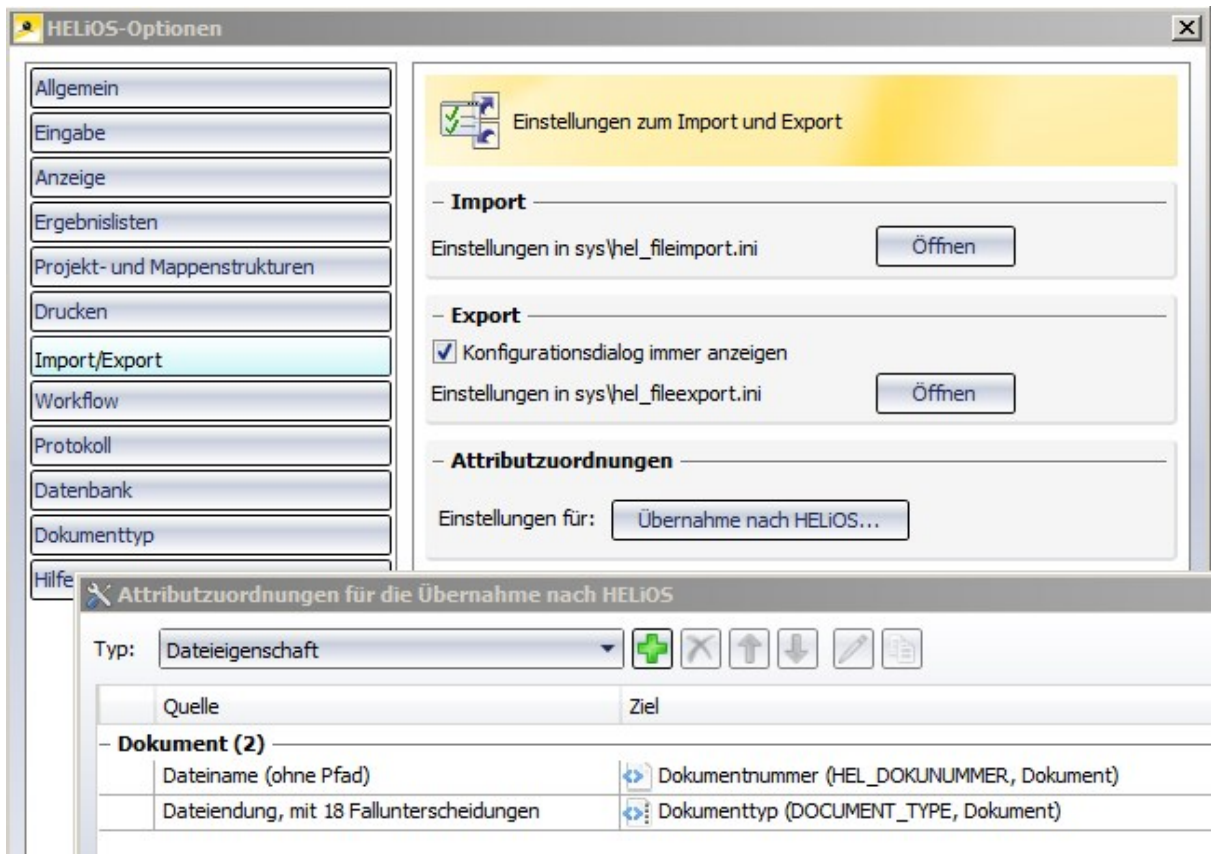 HELiOS-Optionen
Allgemein
Eingabe
Anzeige
Ergebnislisten
Projekt- und Mappenstrukturen
Drucken
Import/Export
Workflow
Protokoll
Datenbank
Dokumenttyp
Hilfe
Einstellungen zum Import und Export
Import
Einstellungen in sys\hel_fileimport.ini Öffnen
Export
Konfigurationsdialog immer anzeigen
Einstellungen in sys\hel_fileexport.ini Öffnen
Attributzuordnungen
Einstellungen für: Übernahme nach HELiOS...
Attributzuordnungen für die Übernahme nach HELiOS
Typ: Dateieigenschaft
Quelle Ziel
Dokument (2)
Dateiname (ohne Pfad) Dokumentnummer (HEL_DOKUNUMMER, Dokument)
Dateiendung, mit 18 Fallunterscheidungen Dokumenttyp (DOCUMENT_TYPE, Dokument)